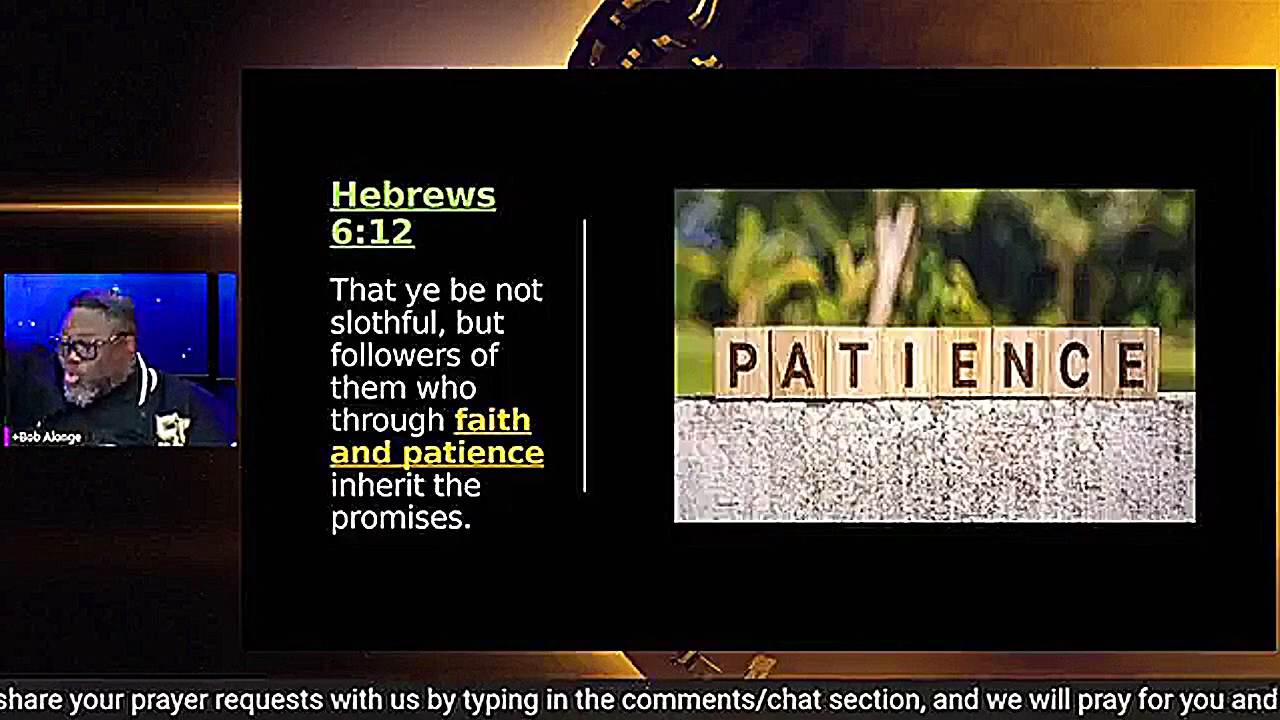 Hebrews
6:12
That ye be not
slothful, but
followers of
them who
through faith
and patience
inherit the
promises.
PATIENCE
+Bob Alonge
share your prayer requests with us by typing in the comments/chat section, and we will pray for you and